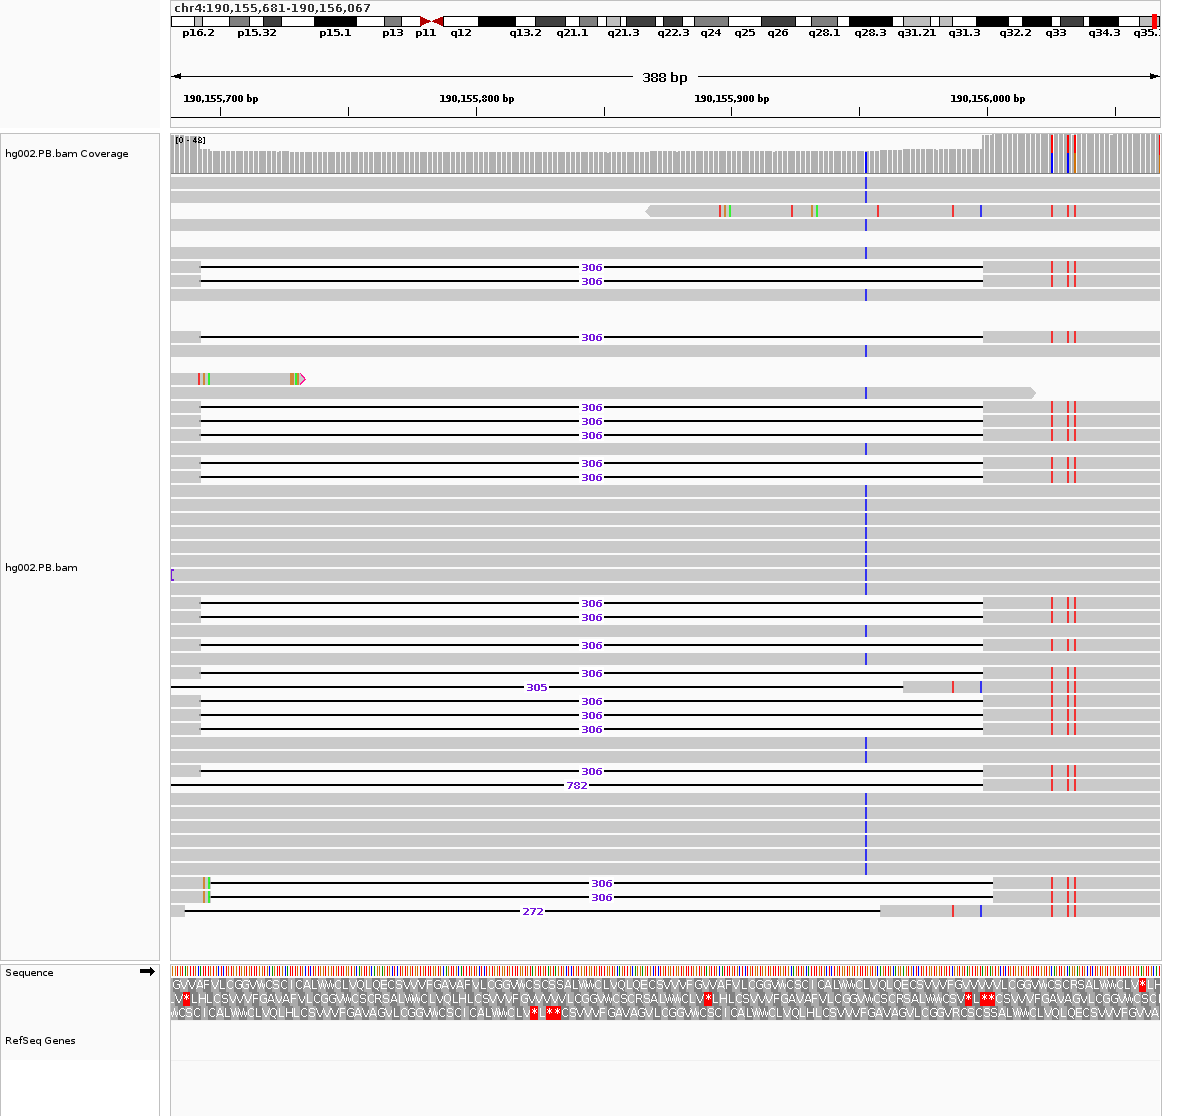 chr4:190,155,681-190,156,067
p16.2 p15.32 p15.1 p13 p11 q12 q13.2 q21.1 q21.3 q22.3 q24 q25 q26 q28.1 q28.3 q31.21 q31.3 q32.2 q33 q34.3 q35.
388 bp
190,155,700 bp 190,155,800 bp 190,155,900 bp 190,156,000 bp
[0 - 48]
hg002.PB.bam Coverage
306
306
306
306
306
306
306
306
hg002.PB.bam
306
306
306
306
305
306
306
306
306
782
306
306
272
Sequence
RefSeq Genes